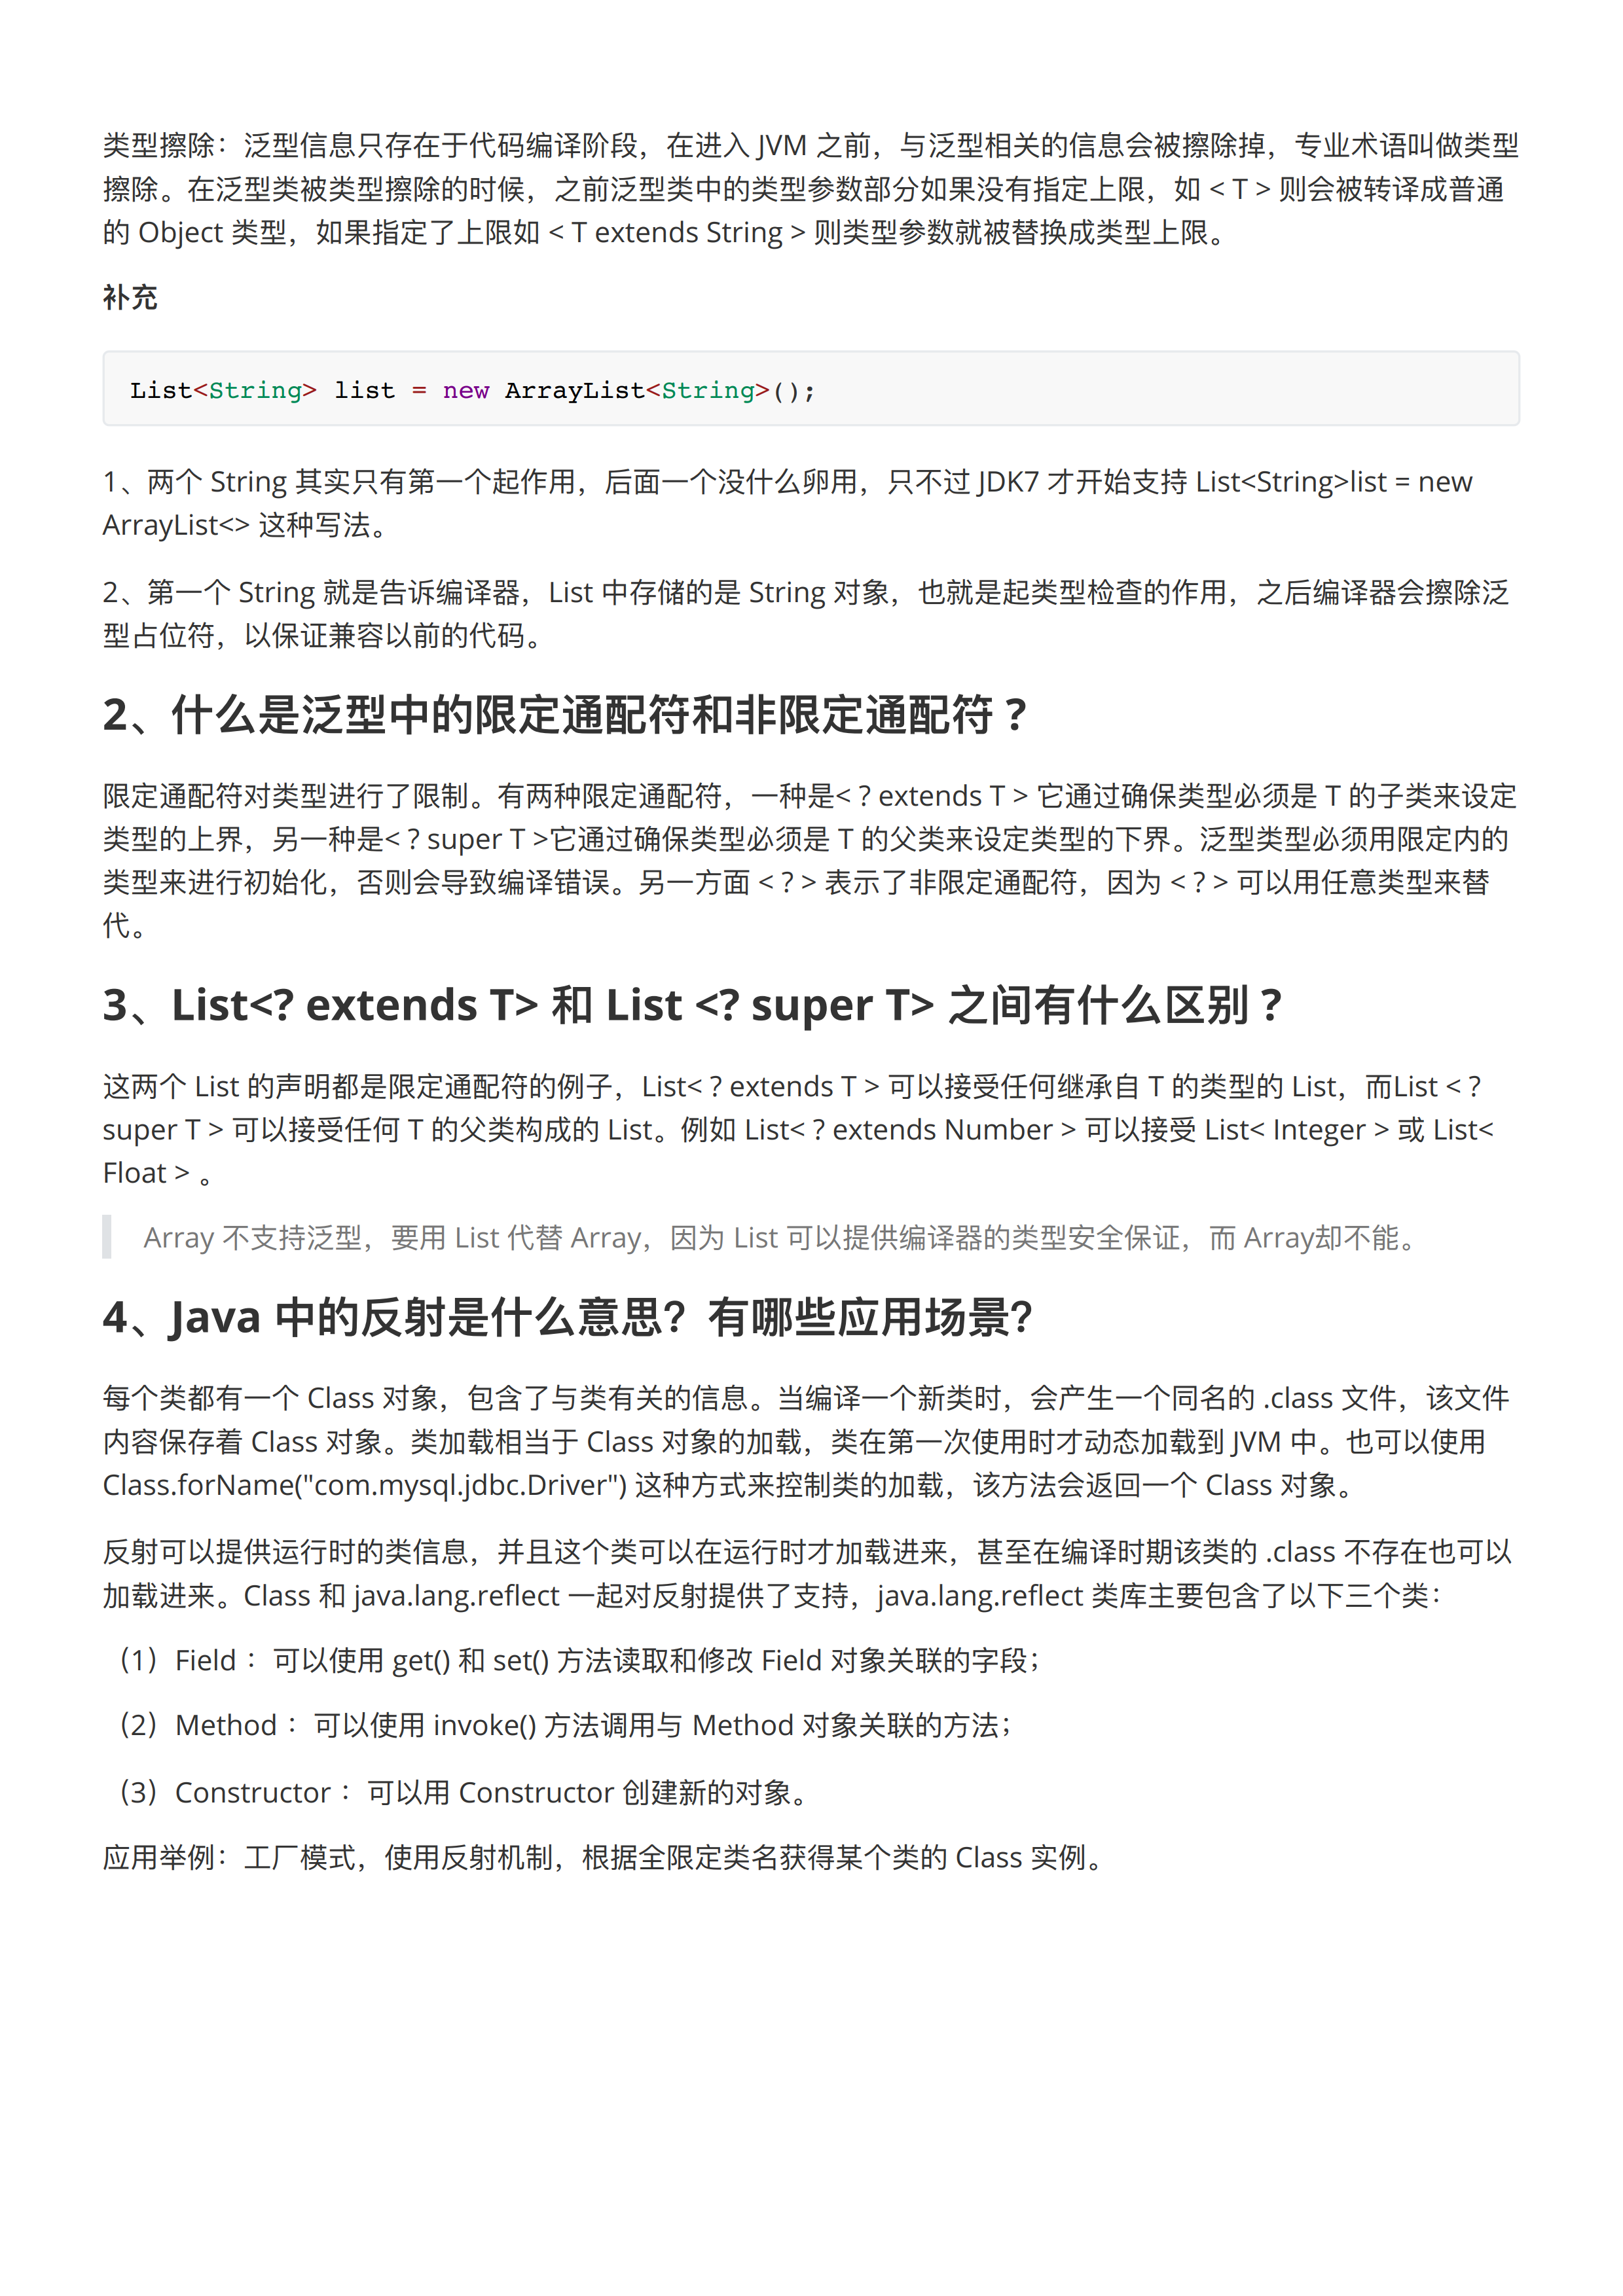 类型擦除：泛型信息只存在于代码编译阶段，在进入 JVM 之前，与泛型相关的信息会被擦除掉，专业术语叫做类型
擦除。在泛型类被类型擦除的时候，之前泛型类中的类型参数部分如果没有指定上限，如 < T > 则会被转译成普通
的 Object 类型，如果指定了上限如 < T extends String > 则类型参数就被替换成类型上限。
补充
List<String> list = new ArrayList<String>();
1、两个 String 其实只有第一个起作用，后面一个没什么卵用，只不过 JDK7 才开始支持 List<String>list = new
ArrayList<> 这种写法。
2、第一个 String 就是告诉编译器，List 中存储的是 String 对象，也就是起类型检查的作用，之后编译器会擦除泛
型占位符，以保证兼容以前的代码。
2、什么是泛型中的限定通配符和非限定通配符 ?
限定通配符对类型进行了限制。有两种限定通配符，一种是< ? extends T > 它通过确保类型必须是 T 的子类来设定
类型的上界，另一种是< ? super T >它通过确保类型必须是 T 的父类来设定类型的下界。泛型类型必须用限定内的
类型来进行初始化，否则会导致编译错误。另一方面 < ? > 表示了非限定通配符，因为 < ? > 可以用任意类型来替
代。
3、List<? extends T> 和 List <? super T> 之间有什么区别 ?
这两个 List 的声明都是限定通配符的例子，List< ? extends T > 可以接受任何继承自 T 的类型的 List，而List < ?
super T > 可以接受任何 T 的父类构成的 List。例如 List< ? extends Number > 可以接受 List< Integer > 或 List<
Float > 。
Array 不支持泛型，要用 List 代替 Array，因为 List 可以提供编译器的类型安全保证，而 Array却不能。
4、Java 中的反射是什么意思？有哪些应用场景？
每个类都有一个 Class 对象，包含了与类有关的信息。当编译一个新类时，会产生一个同名的 .class 文件，该文件
内容保存着 Class 对象。类加载相当于 Class 对象的加载，类在第一次使用时才动态加载到 JVM 中。也可以使用
Class.forName("com.mysql.jdbc.Driver") 这种方式来控制类的加载，该方法会返回一个 Class 对象。
反射可以提供运行时的类信息，并且这个类可以在运行时才加载进来，甚至在编译时期该类的 .class 不存在也可以
加载进来。Class 和 java.lang.reflect 一起对反射提供了支持，java.lang.reflect 类库主要包含了以下三个类：
（1）Field ：可以使用 get() 和 set() 方法读取和修改 Field 对象关联的字段；
（2）Method ：可以使用 invoke() 方法调用与 Method 对象关联的方法；
（3）Constructor ：可以用 Constructor 创建新的对象。
应用举例：工厂模式，使用反射机制，根据全限定类名获得某个类的 Class 实例。